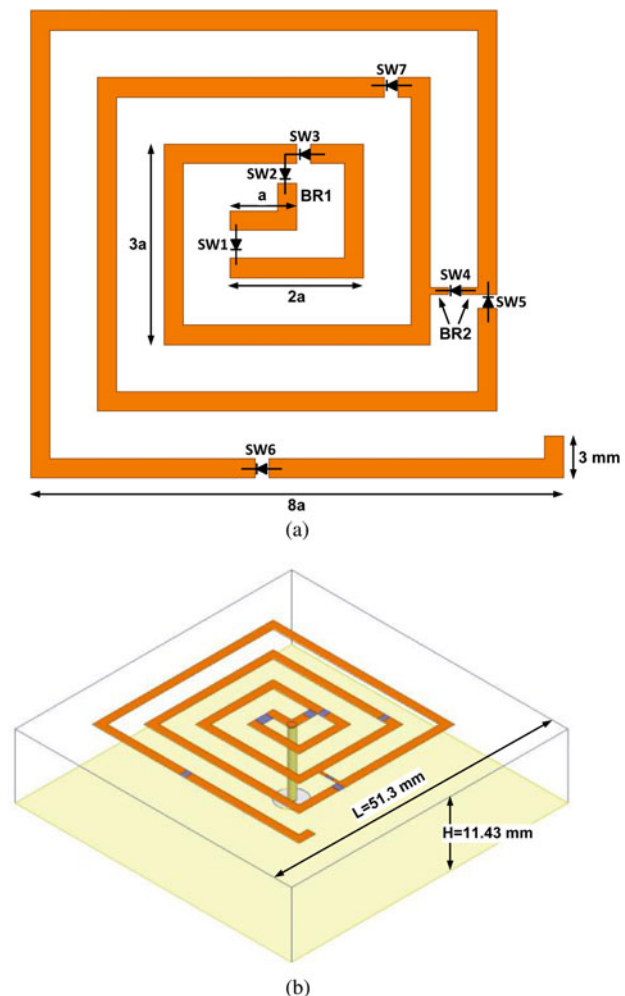 SW7
SW3
SW2
a
BR1
3a
SW1
2a
SW4
SW5
BR2
SW6
3 mm
8a
(a)
L=51.3 mm
H=11.43 mm
(b)